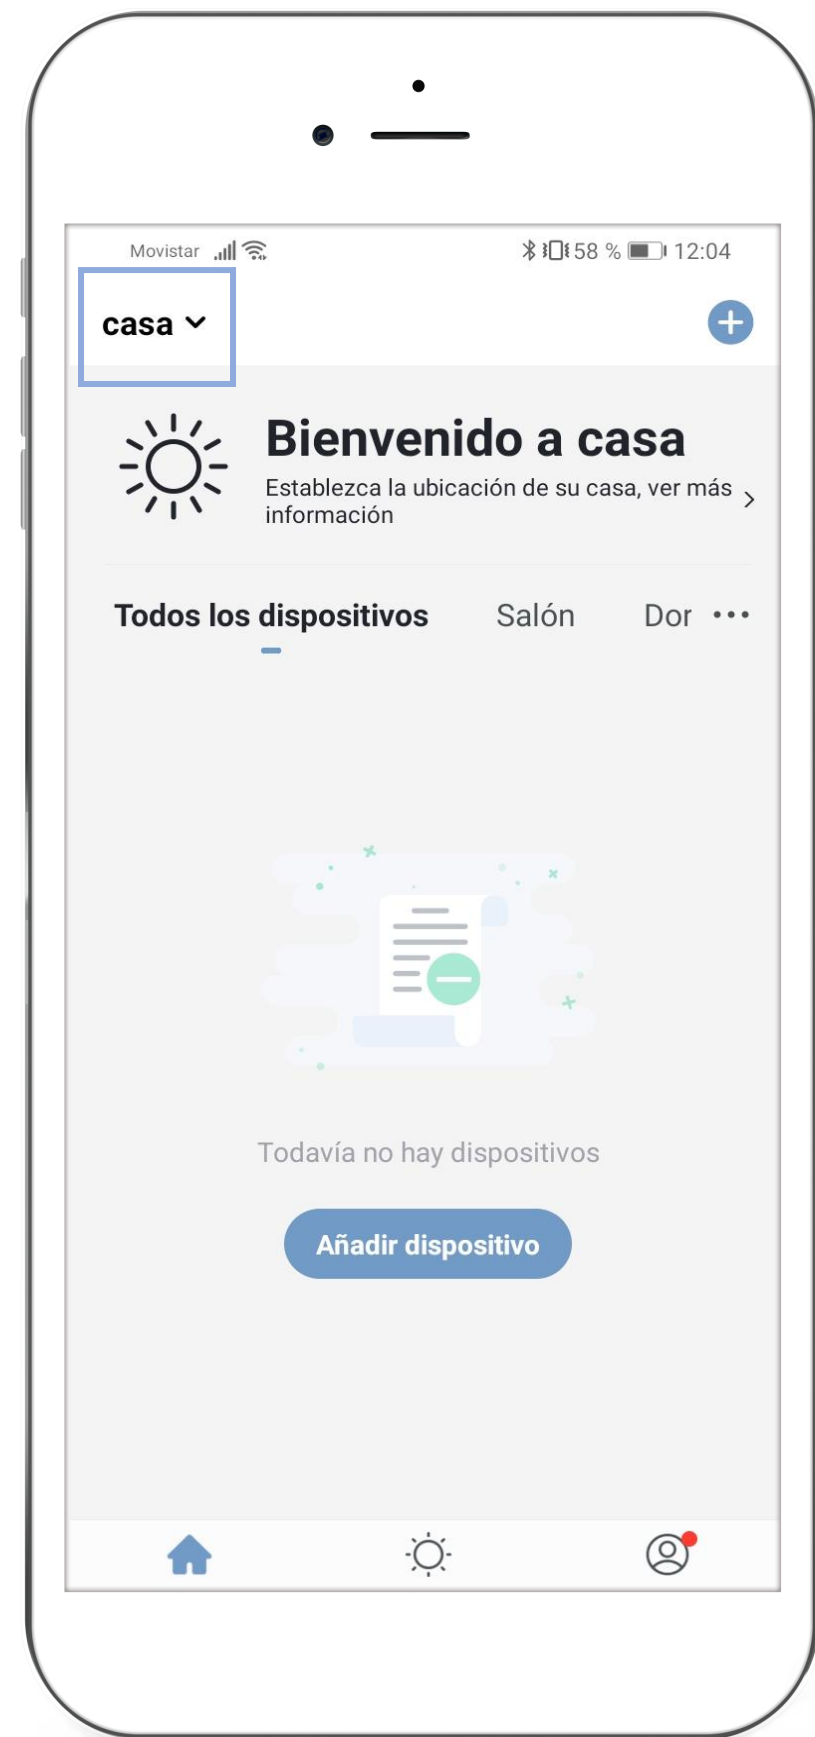 Movistar 58 % 12:04
casa
Bienvenido a casa
Establezca la ubicación de su casa, ver más
información
Todos los dispositivos Salón Dor
Todavía no hay dispositivos
Añadir dispositivo